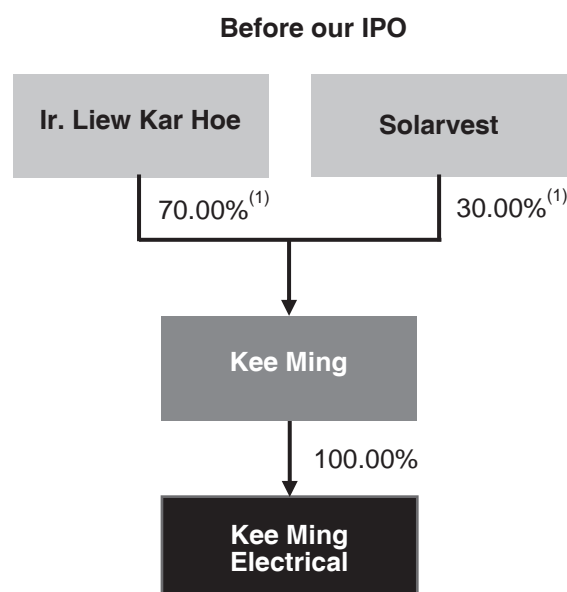 Before our IPO
Ir. Liew Kar Hoe
Solarvest
70.00%(1)
30.00%(1)
Kee Ming
100.00%
Kee Ming
Electrical